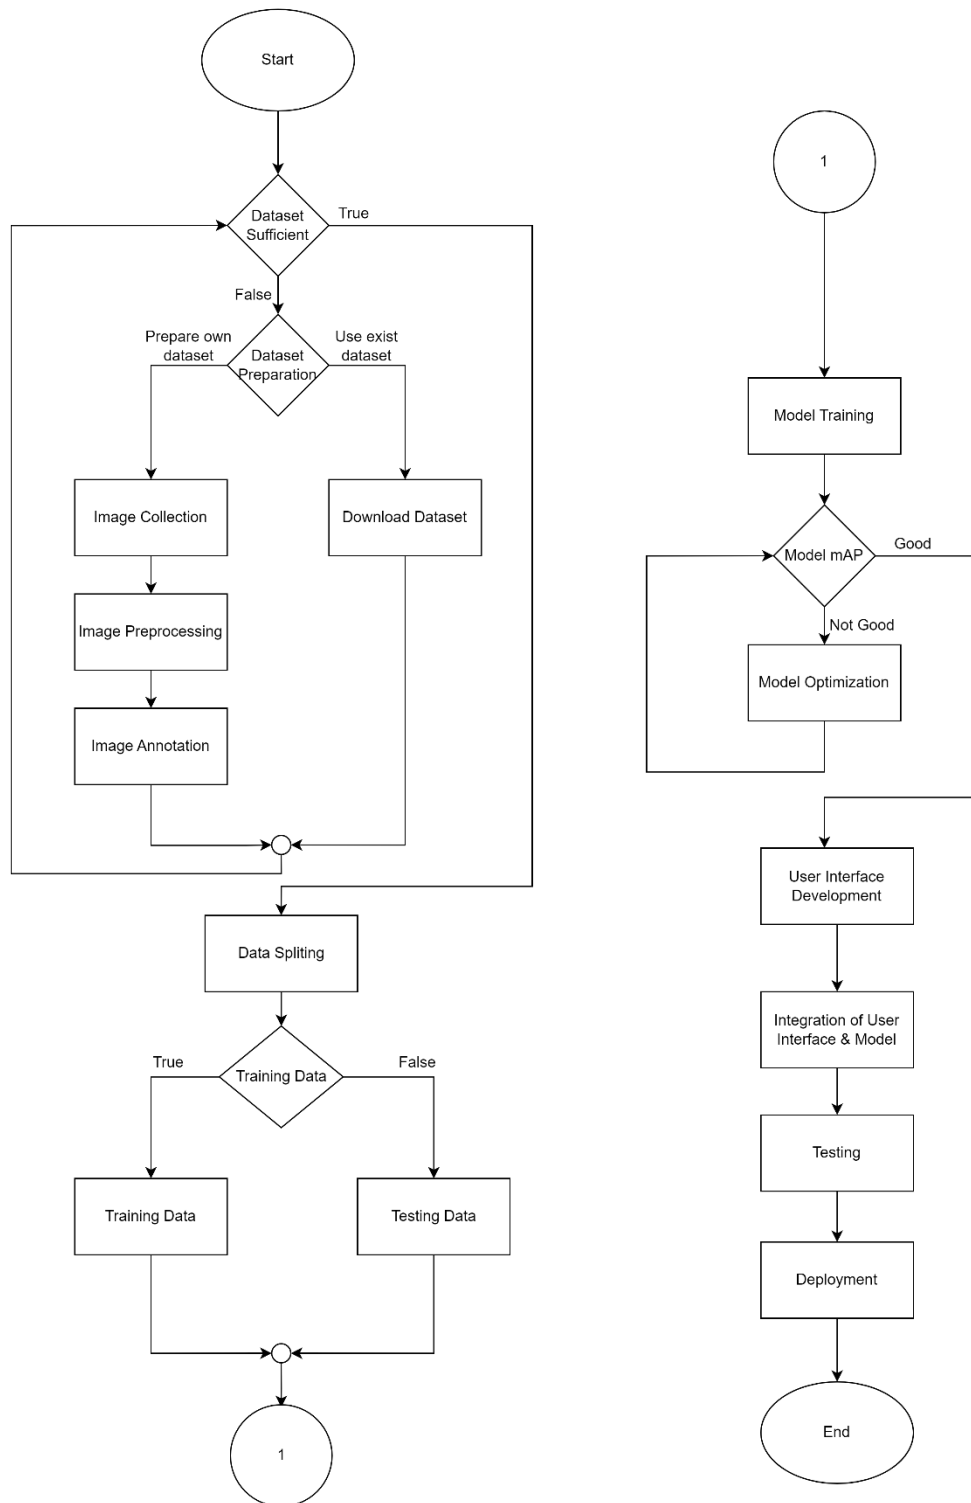 Start
Dataset
Sufficient
True
False
Prepare own
dataset
Use exist
dataset
Dataset
Preparation
Image Collection
Download Dataset
Image Preprocessing
Image Annotation
Data Spliting
True
False
Training Data
Training Data
Testing Data
1
1
Model Training
Model mAP
Good
Not Good
Model Optimization
User Interface
Development
Integration of User
Interface & Model
Testing
Deployment
End